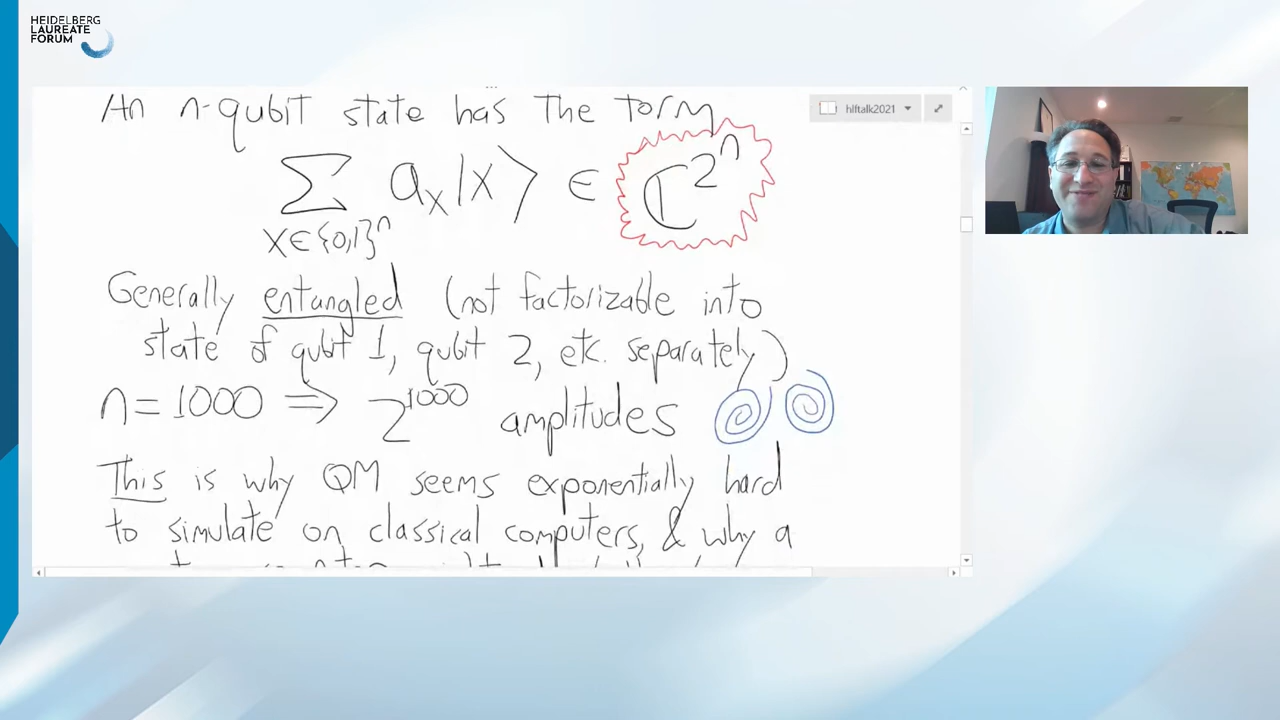 HEIDELBERG
LAUREATE
FORUM
hlftalk2021
An n-qubit state has the form
∑ aₓ|x⟩ ∈ ℂ^2^n
x∈{0,1}^n
Generally entangled (not factorizable into
state of qubit 1, qubit 2, etc. separately)
n=1000 ⇒ 2^1000 amplitudes
This is why QM seems exponentially hard
to simulate on classical computers, & why a